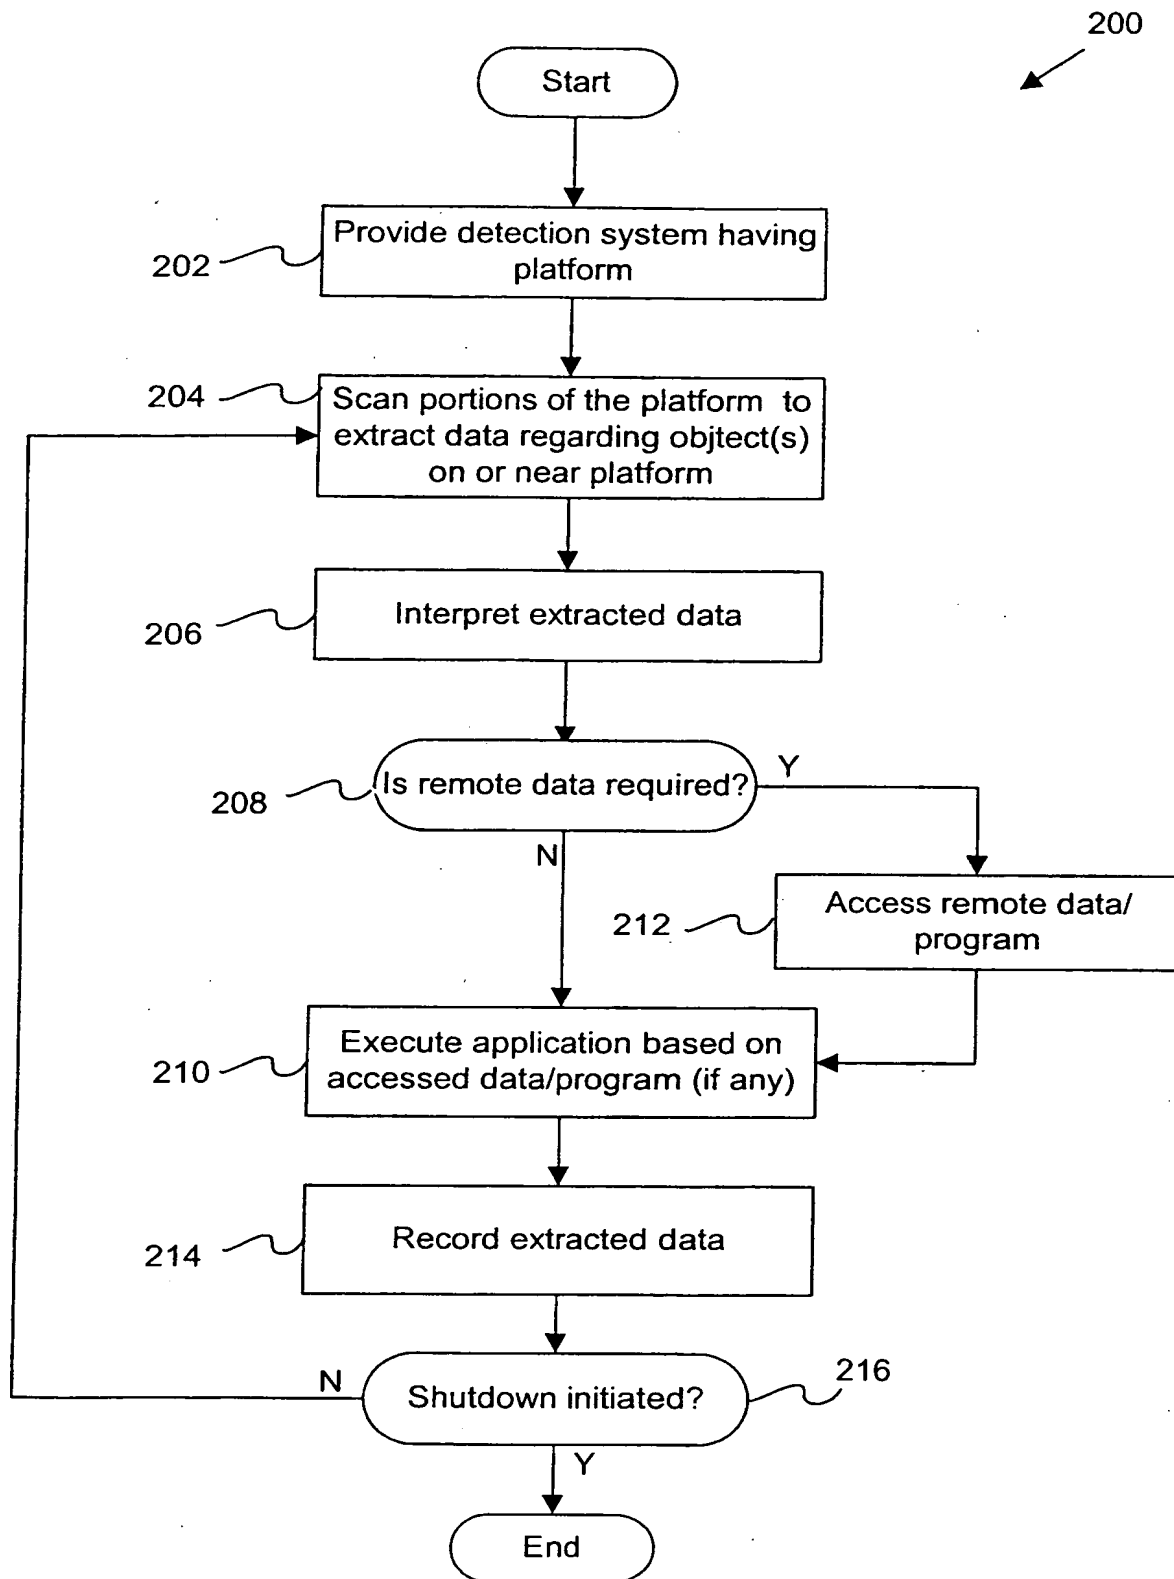 200
Start
Provide detection system having
platform
202
204
Scan portions of the platform to
extract data regarding objtect(s)
on or near platform
Interpret extracted data
206
Is remote data required?
Y
208
N
Access remote data/
program
212
Execute application based on
accessed data/program (if any)
210
Record extracted data
214
Shutdown initiated?
N
216
Y
End